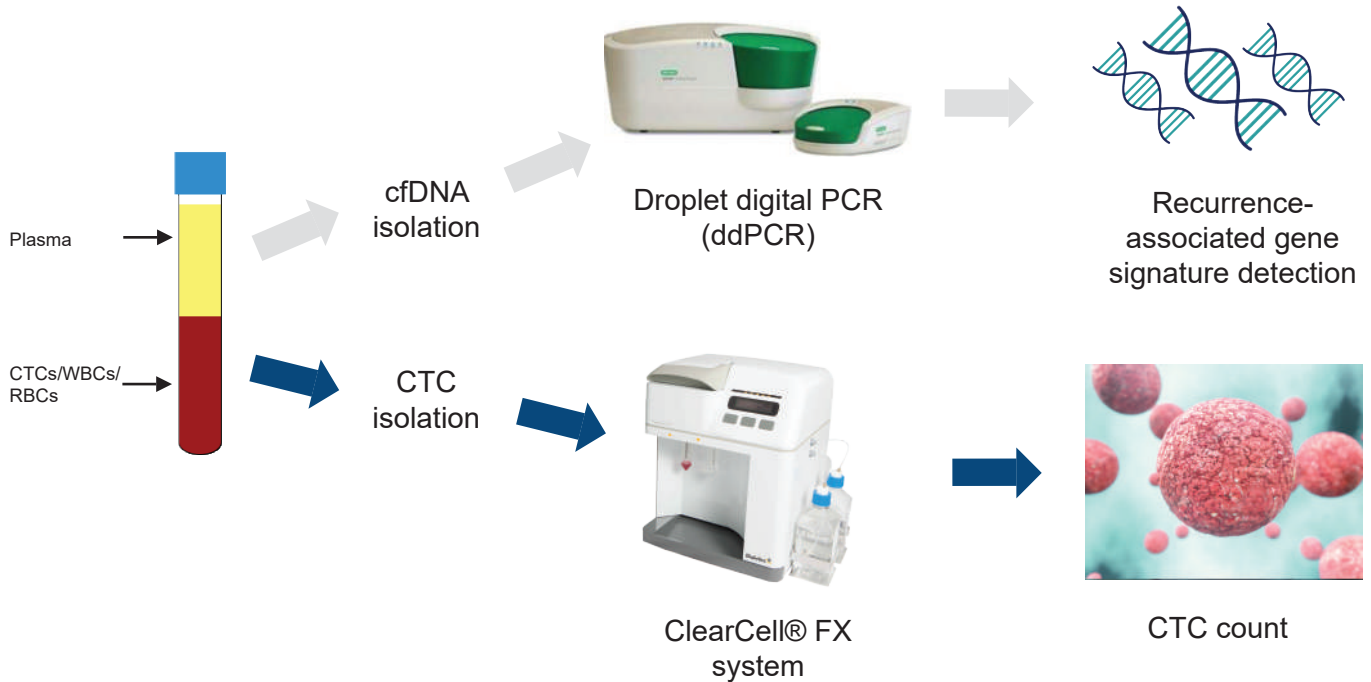 Plasma
CTCs/WBCs/
RBCs
cfDNA
isolation
Droplet digital PCR
(ddPCR)
Recurrence-
associated gene
signature detection
CTC
isolation
ClearCell® FX
system
CTC count